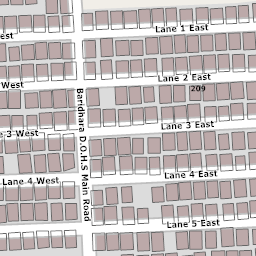 Lane 1 East
est
Lane 2 East
West
209
Baridhara D.O.H.S Main Road
Lane 3 East
e 3 West
Lane 4 East
Lane 4 West
Lane 5 East